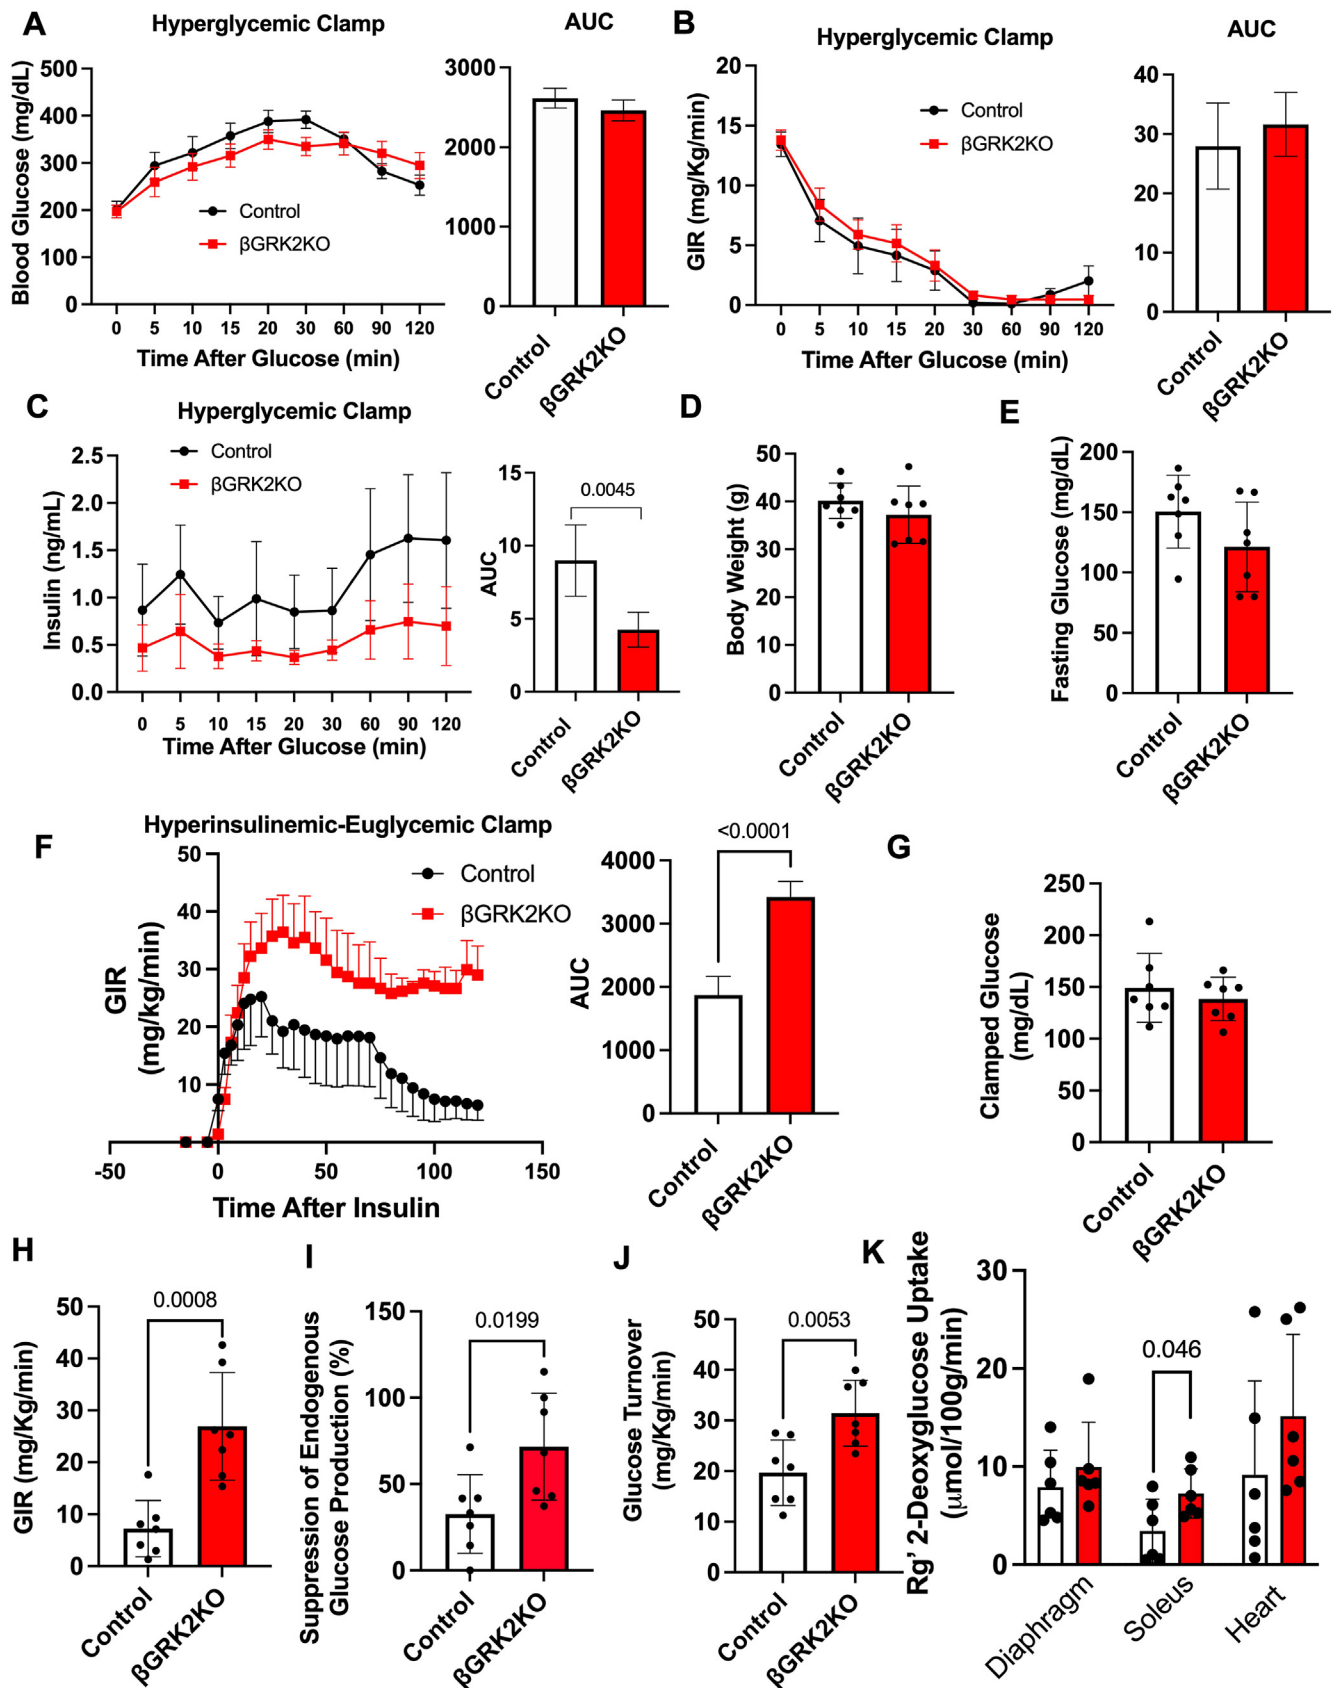 A
Hyperglycemic Clamp
Blood Glucose (mg/dL)
500
400
300
200
100
0
Control
βGRK2KO
0 5 10 15 20 30 60 90 120
Time After Glucose (min)
AUC
3000
2000
1000
0
Control
βGRK2KO
B
Hyperglycemic Clamp
GIR (mg/Kg/min)
20
15
10
5
0
Control
βGRK2KO
0 5 10 15 20 30 60 90 120
Time After Glucose (min)
AUC
40
30
20
10
0
Control
βGRK2KO
C
Hyperglycemic Clamp
Control
βGRK2KO
Insulin (ng/mL)
2.5
2.0
1.5
1.0
0.5
0.0
0 5 10 15 20 30 60 90 120
Time After Glucose (min)
AUC
15
10
5
0
0.0045
Control
βGRK2KO
D
Body Weight (g)
50
40
30
20
10
0
Control
βGRK2KO
E
Fasting Glucose (mg/dL)
200
150
100
50
0
Control
βGRK2KO
F
Hyperinsulinemic-Euglycemic Clamp
GIR
(mg/kg/min)
50
40
30
20
10
Control
βGRK2KO
-50 0 50 100 150
Time After Insulin
AUC
4000
3000
2000
1000
0
<0.0001
Control
βGRK2KO
G
Clamped Glucose
(mg/dL)
250
200
150
100
50
0
Control
βGRK2KO
H
GIR (mg/Kg/min)
50
40
30
20
10
0
0.0008
Control
βGRK2KO
I
Suppression of Endogenous
Glucose Production (%)
150
100
50
0
0.0199
Control
βGRK2KO
J
Glucose Turnover
(mg/Kg/min)
50
40
30
20
10
0
0.0053
Control
βGRK2KO
K
Rg' 2-Deoxyglucose Uptake
(μmol/100g/min)
30
20
10
0
0.046
Diaphragm
Soleus
Heart